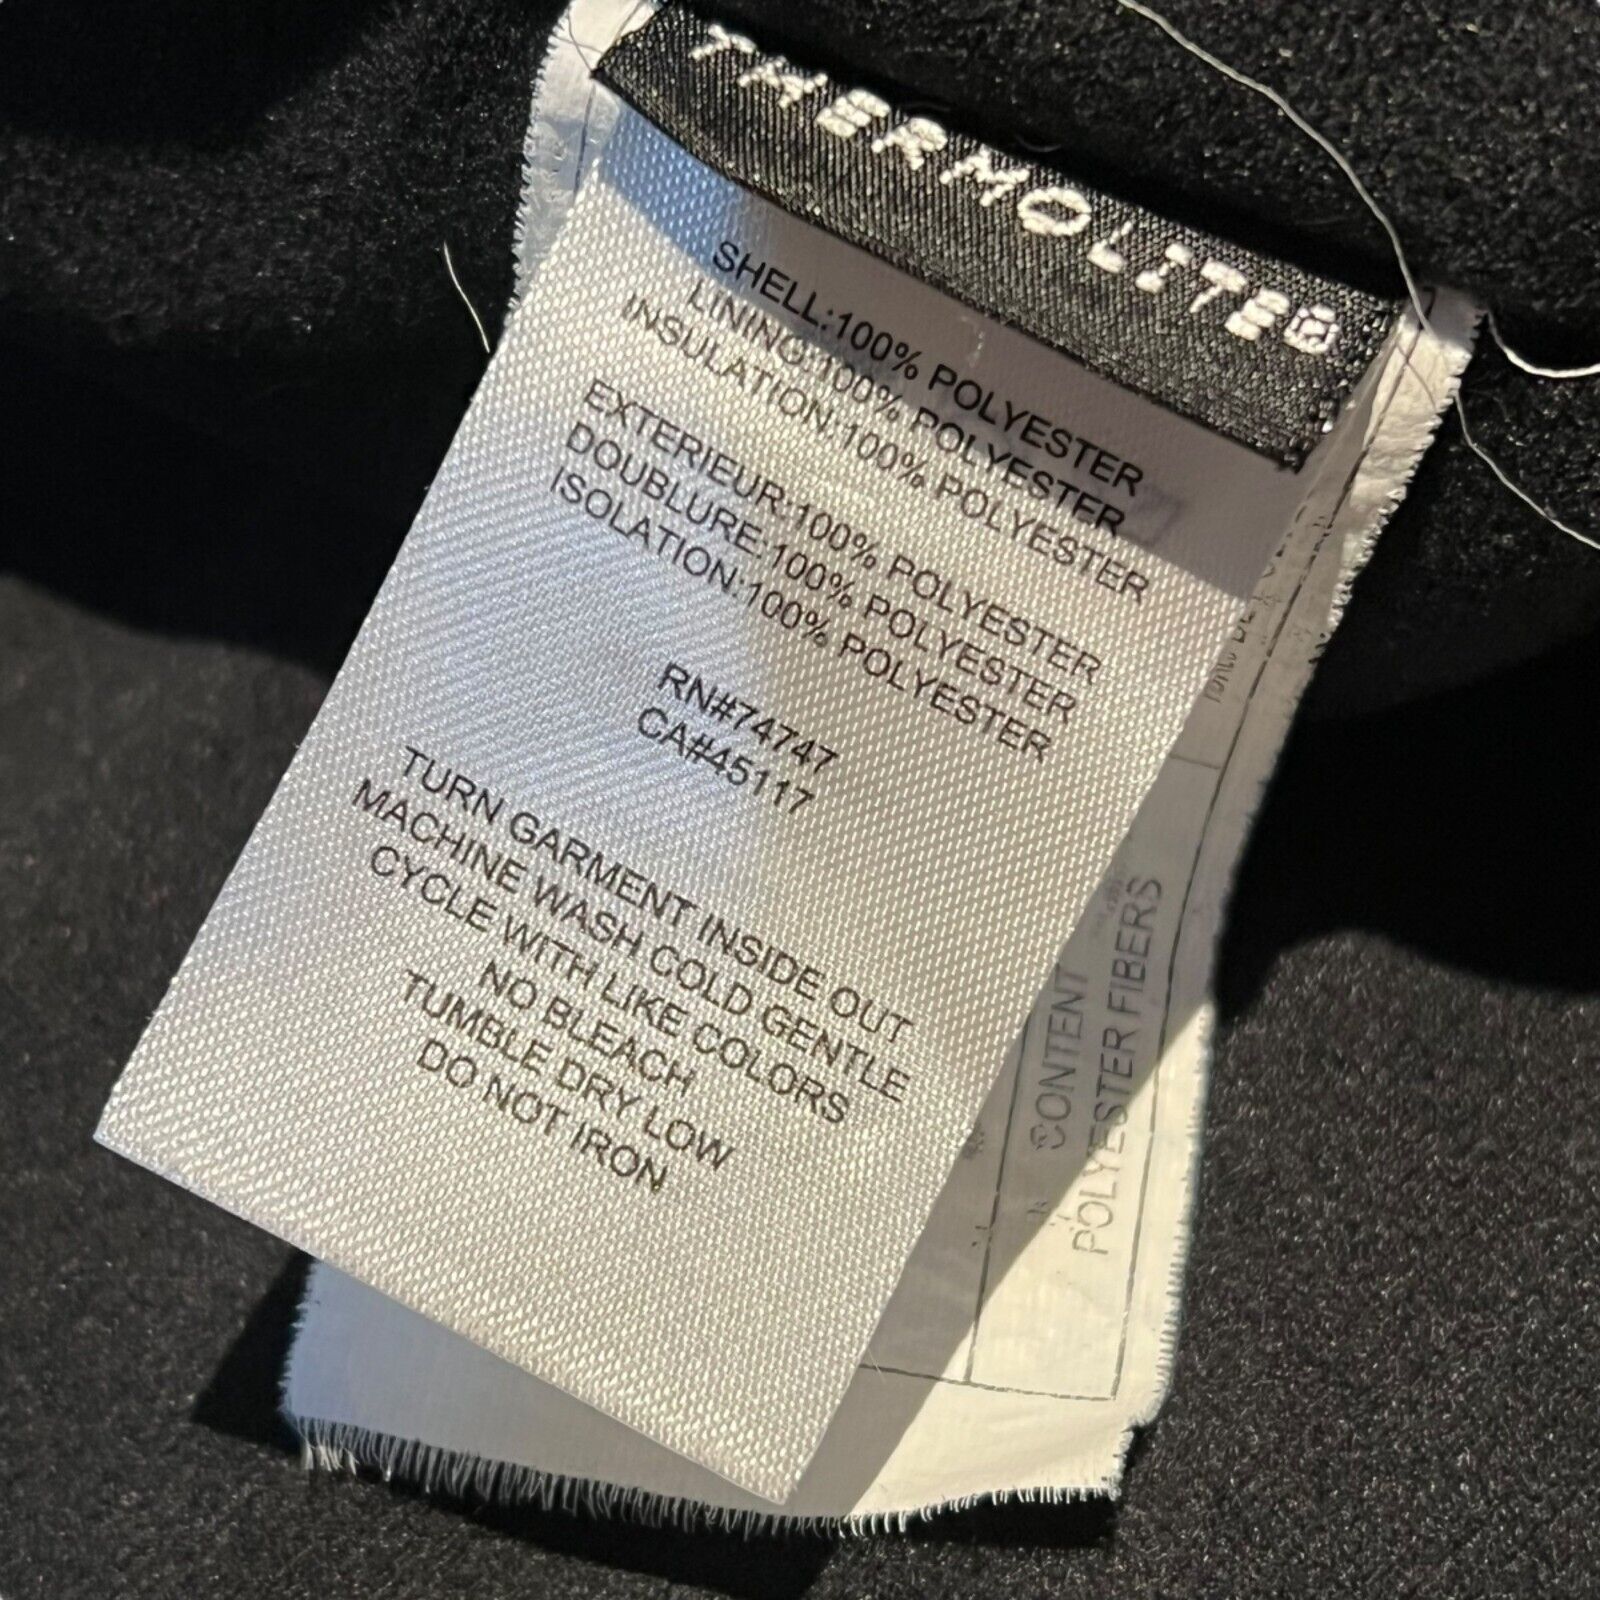 THERMOLITE®
SHELL:100% POLYESTER
LINING:100% POLYESTER
INSULATION:100% POLYESTER
EXTERIEUR:100% POLYESTER
DOUBLURE:100% POLYESTER
ISOLATION:100% POLYESTER
RN#74747
CA#45117
TURN GARMENT INSIDE OUT
MACHINE WASH COLD GENTLE
CYCLE WITH LIKE COLORS
NO BLEACH
TUMBLE DRY LOW
DO NOT IRON
CONTENT
POLYESTER FIBERS